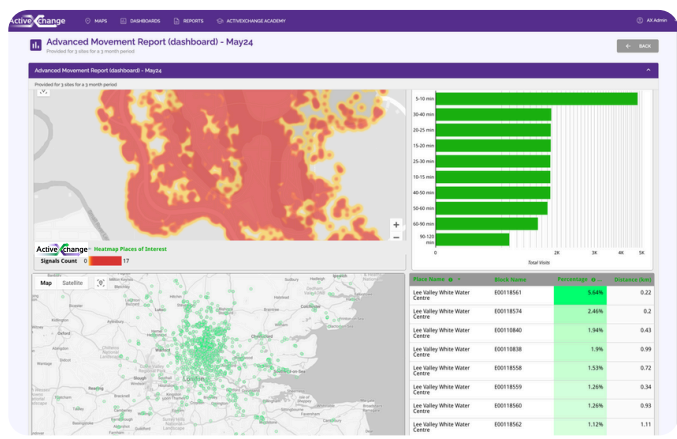 ActiveXchange
MAPS
DASHBOARDS
REPORTS
ACTIVEXCHANGE ACADEMY
AX Admin
Advanced Movement Report (dashboard) - May24
Provided for 3 sites for a 3 month period
BACK
Advanced Movement Report (dashboard) - May24
Provided for 3 sites for a 3 month period
+
−
ActiveXchange Heatmap Places of Interest
Signals Count 0 17
5-10 min
30-40 min
20-25 min
15-20 min
25-30 min
10-15 min
40-50 min
50-60 min
60-90 min
90-120
min
0 2K 3K 4K 5K
Total Visits
Map Satellite
Luton
Chelmsford
Watford
London
Slough
Reading
Oxford
Guildford
Place Name Block Name Percentage Distance (km)
Lee Valley White Water
Centre
E00118561 5.64% 0.22
Lee Valley White Water
Centre
E00118574 2.46% 0.2
Lee Valley White Water
Centre
E00110840 1.94% 0.43
Lee Valley White Water
Centre
E00110838 1.9% 0.99
Lee Valley White Water
Centre
E00118558 1.53% 0.72
Lee Valley White Water
Centre
E00118559 1.26% 0.34
Lee Valley White Water
Centre
E00118560 1.26% 0.93
Lee Valley White Water
Centre
E00118562 1.12% 1.11